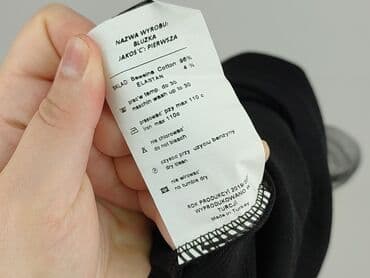 NAZWA WYROBU:
BLUZKA
JAKOŚĆ: PIERWSZA
SKŁAD: Bawełna Cotton 96%
ELASTAN 4 %
prać w temp do 30
maschin wash up to 30
prasować przy max 110 c
iron max 110c
nie chlorować
do not bleach
czyścić przy użyciu benzyny
dry clean
nie wirować
no tumble dry
ROK PRODUKCYJI 2019
WYPRODUKOWANO W
TURCJI
Made in Turkey